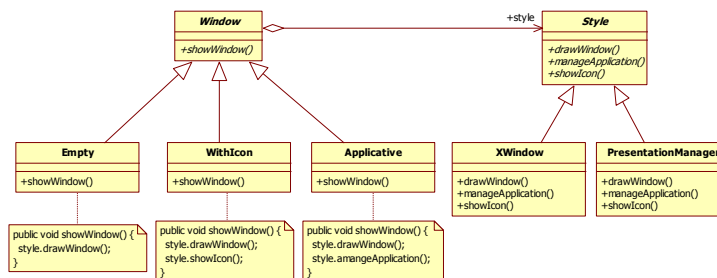 Window
+showWindow()
+style
Style
+drawWindow()
+manageApplication()
+showIcon()
Empty
+showWindow()
WithIcon
+showWindow()
Applicative
+showWindow()
XWindow
+drawWindow()
+manageApplication()
+showIcon()
PresentationManager
+drawWindow()
+manageApplication()
+showIcon()
public void showWindow() {
style.drawWindow();
}
public void showWindow() {
style.drawWindow();
style.showIcon();
}
public void showWindow() {
style.drawWindow();
style.amangeApplication();
}